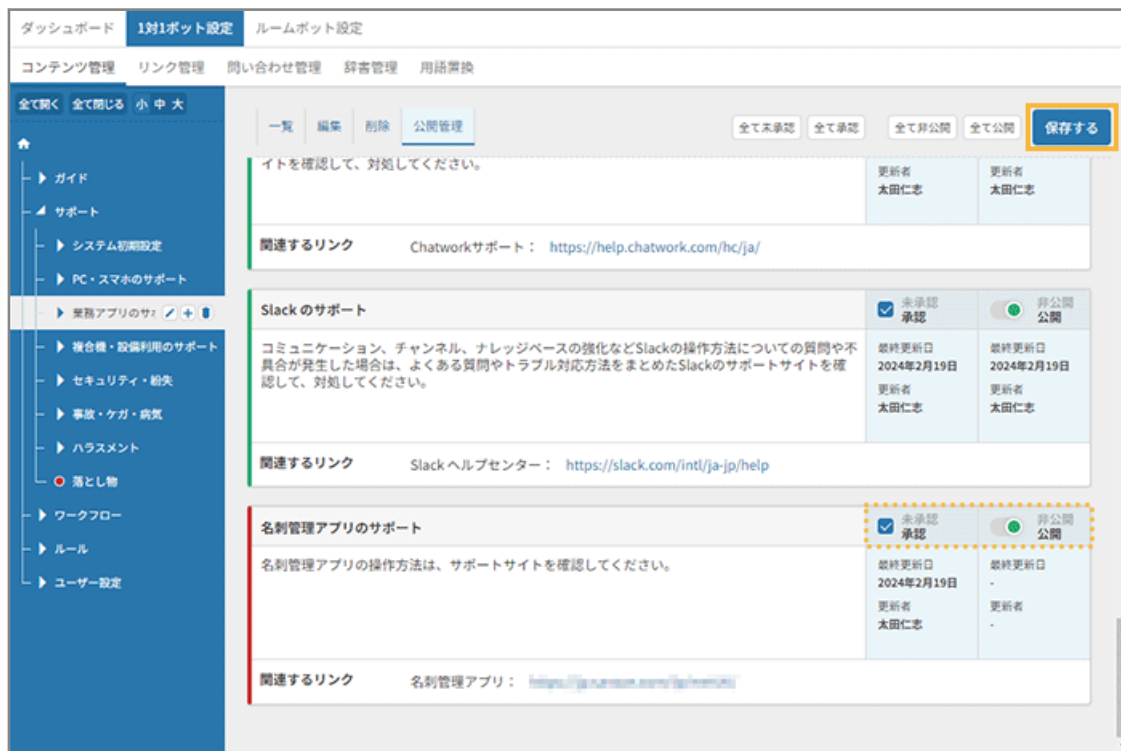 ダッシュボード 1対1ボット設定 ルームボット設定
コンテンツ管理 リンク管理 問い合わせ管理 辞書管理 用語置換
全て開く 全て閉じる 小 中 大
ガイド
サポート
システム初期設定
PC・スマホのサポート
業務アプリのサポ
複合機・設備利用のサポート
セキュリティ・紛失
事故・ケガ・病気
ハラスメント
落とし物
ワークフロー
ルール
ユーザー設定
一覧 編集 削除 公開管理 全て未承認 全て承認 全て非公開 全て公開 保存する
イトを確認して、対処してください。
更新者 更新者
太田仁志 太田仁志
関連するリンク Chatworkサポート： https://help.chatwork.com/hc/ja/
Slack のサポート
未承認 非公開
承認 公開
コミュニケーション、チャンネル、ナレッジベースの強化などSlackの操作方法についての質問や不
具合が発生した場合は、よくある質問やトラブル対応方法をまとめたSlackのサポートサイトを確
認して、対処してください。
最終更新日 最終更新日
2024年2月19日 2024年2月19日
更新者 更新者
太田仁志 太田仁志
関連するリンク Slack ヘルプセンター： https://slack.com/intl/ja-jp/help
名刺管理アプリのサポート
未承認 非公開
承認 公開
名刺管理アプリの操作方法は、サポートサイトを確認してください。
最終更新日 最終更新日
2024年2月19日 -
更新者 更新者
太田仁志 -
関連するリンク 名刺管理アプリ：